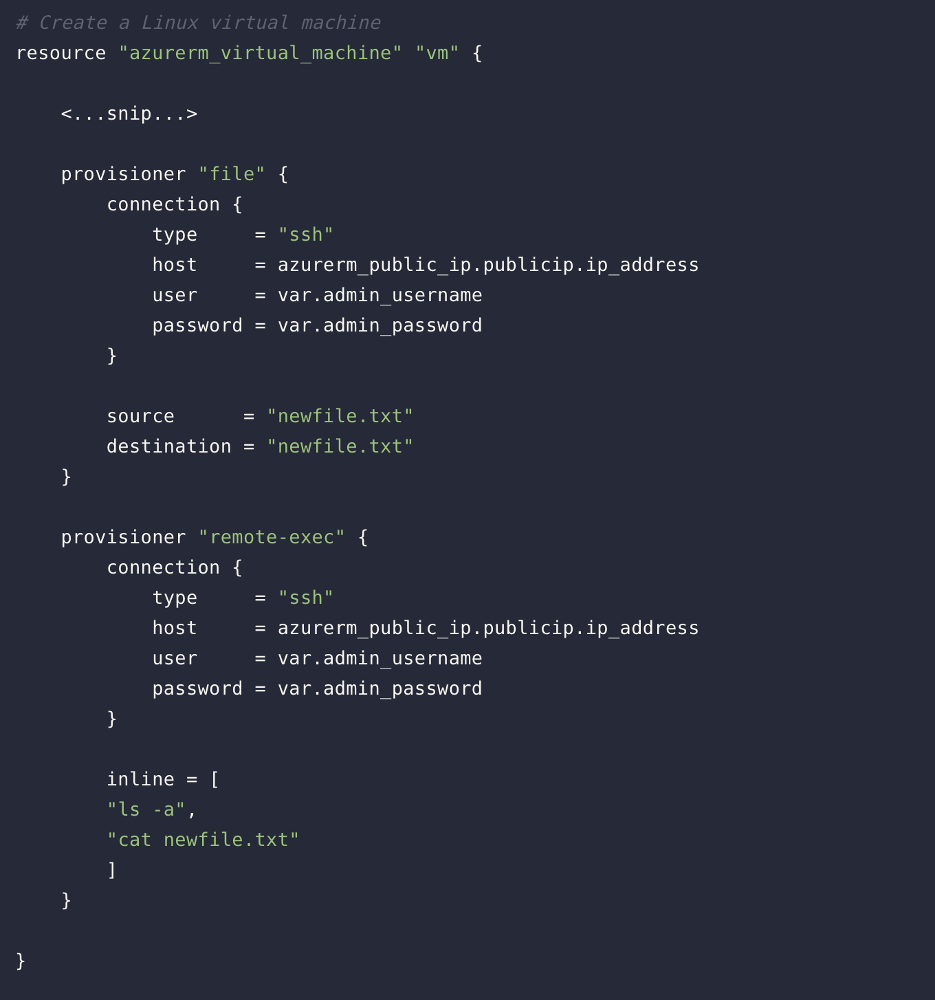 # Create a Linux virtual machine
resource "azurerm_virtual_machine" "vm" {
<...snip...>
provisioner "file" {
connection {
type     = "ssh"
host     = azurerm_public_ip.publicip.ip_address
user     = var.admin_username
password = var.admin_password
}
source      = "newfile.txt"
destination = "newfile.txt"
}
provisioner "remote-exec" {
connection {
type     = "ssh"
host     = azurerm_public_ip.publicip.ip_address
user     = var.admin_username
password = var.admin_password
}
inline = [
"ls -a",
"cat newfile.txt"
]
}
}